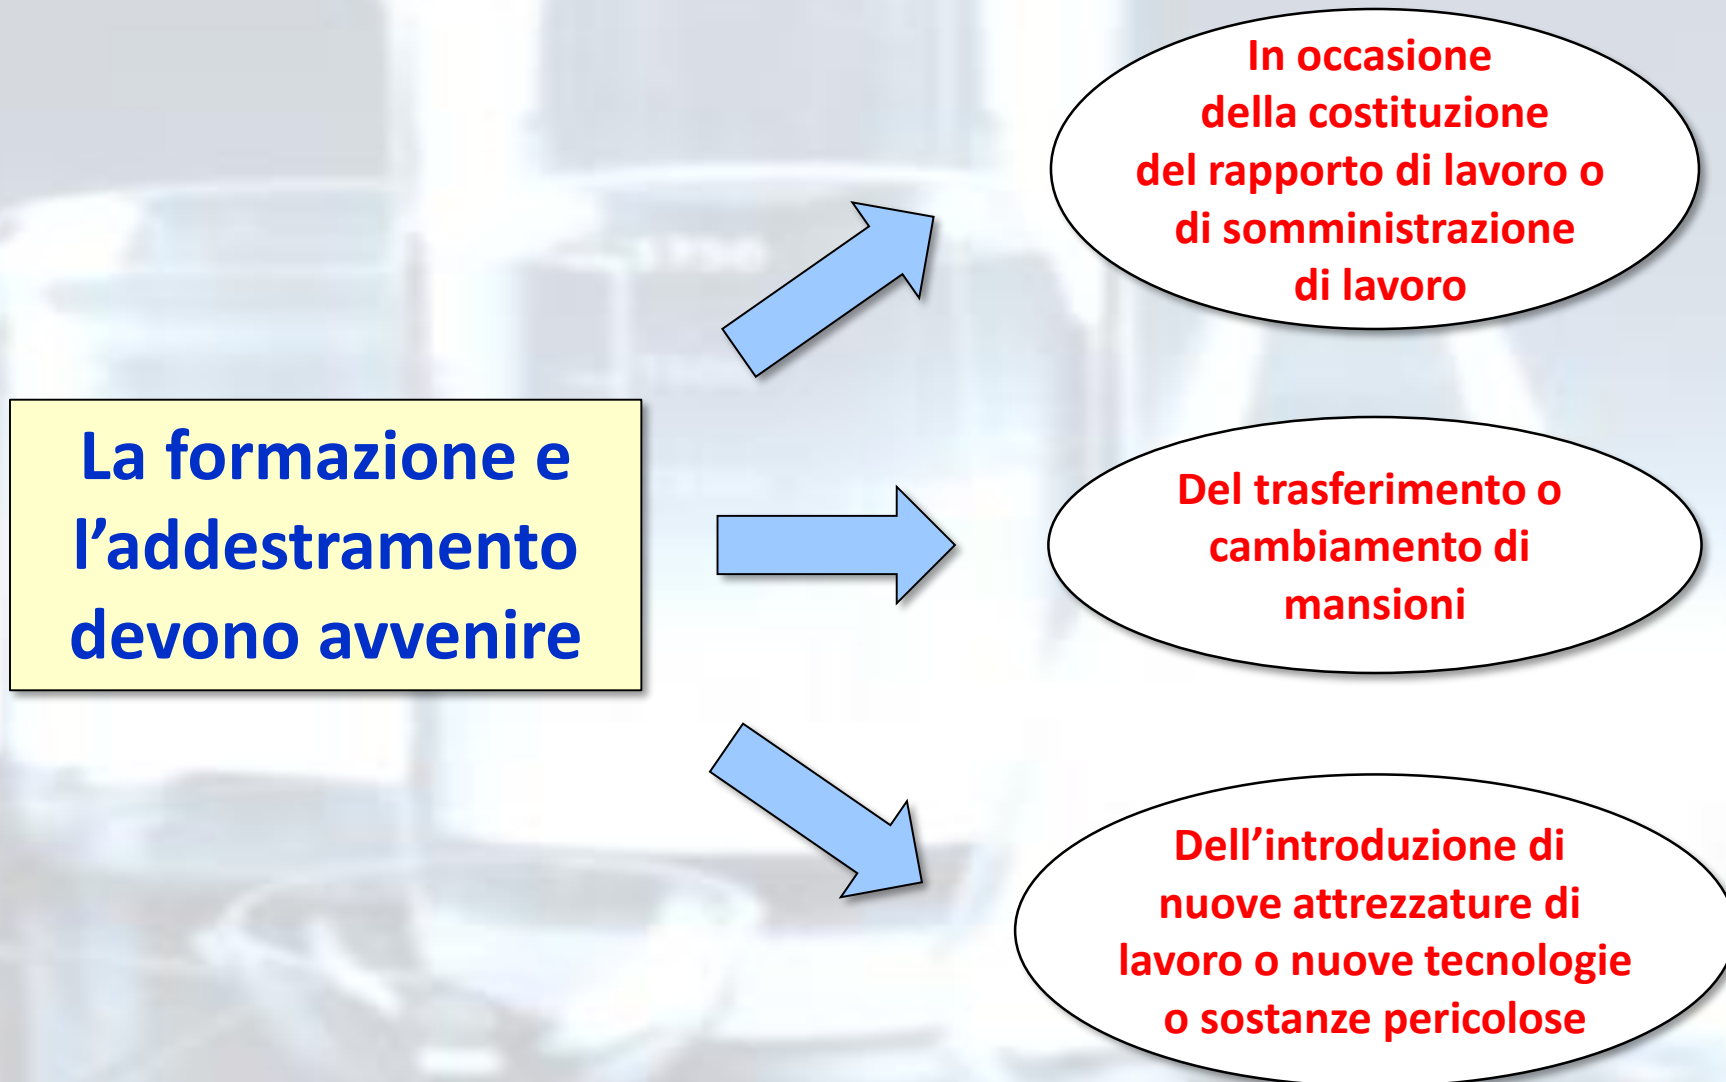 In occasione
della costituzione
del rapporto di lavoro o
di somministrazione
di lavoro
La formazione e
l’addestramento
devono avvenire
Del trasferimento o
cambiamento di
mansioni
Dell’introduzione di
nuove attrezzature di
lavoro o nuove tecnologie
o sostanze pericolose